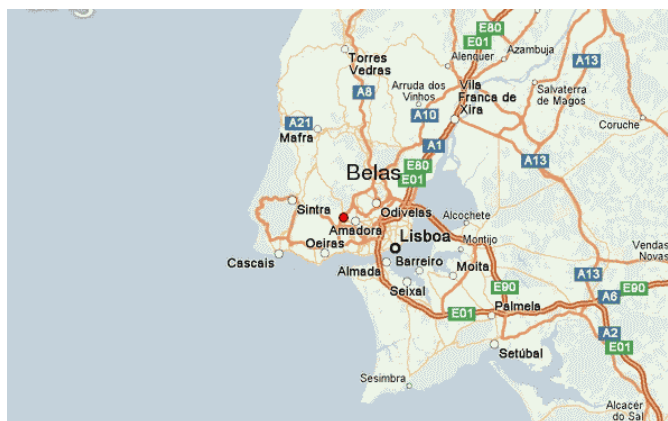 E80
E01
Alenquer
Azambuja
Torres
Vedras
A13
A8
Arruda dos
Vinhos
Vila
Franca de
Xira
Salvaterra
de Magos
A10
A21
Mafra
Coruche
A1
A13
E80
E01
Belas
Sintra
Odivelas
Amadora
Alcochete
Lisboa
Montijo
Oeiras
Cascais
Almada
Barreiro
Moita
Vendas
Novas
A13
Seixal
E90
E90
A6
E01
Palmela
A2
E01
Setúbal
Sesimbra
Alcácer
do Sal